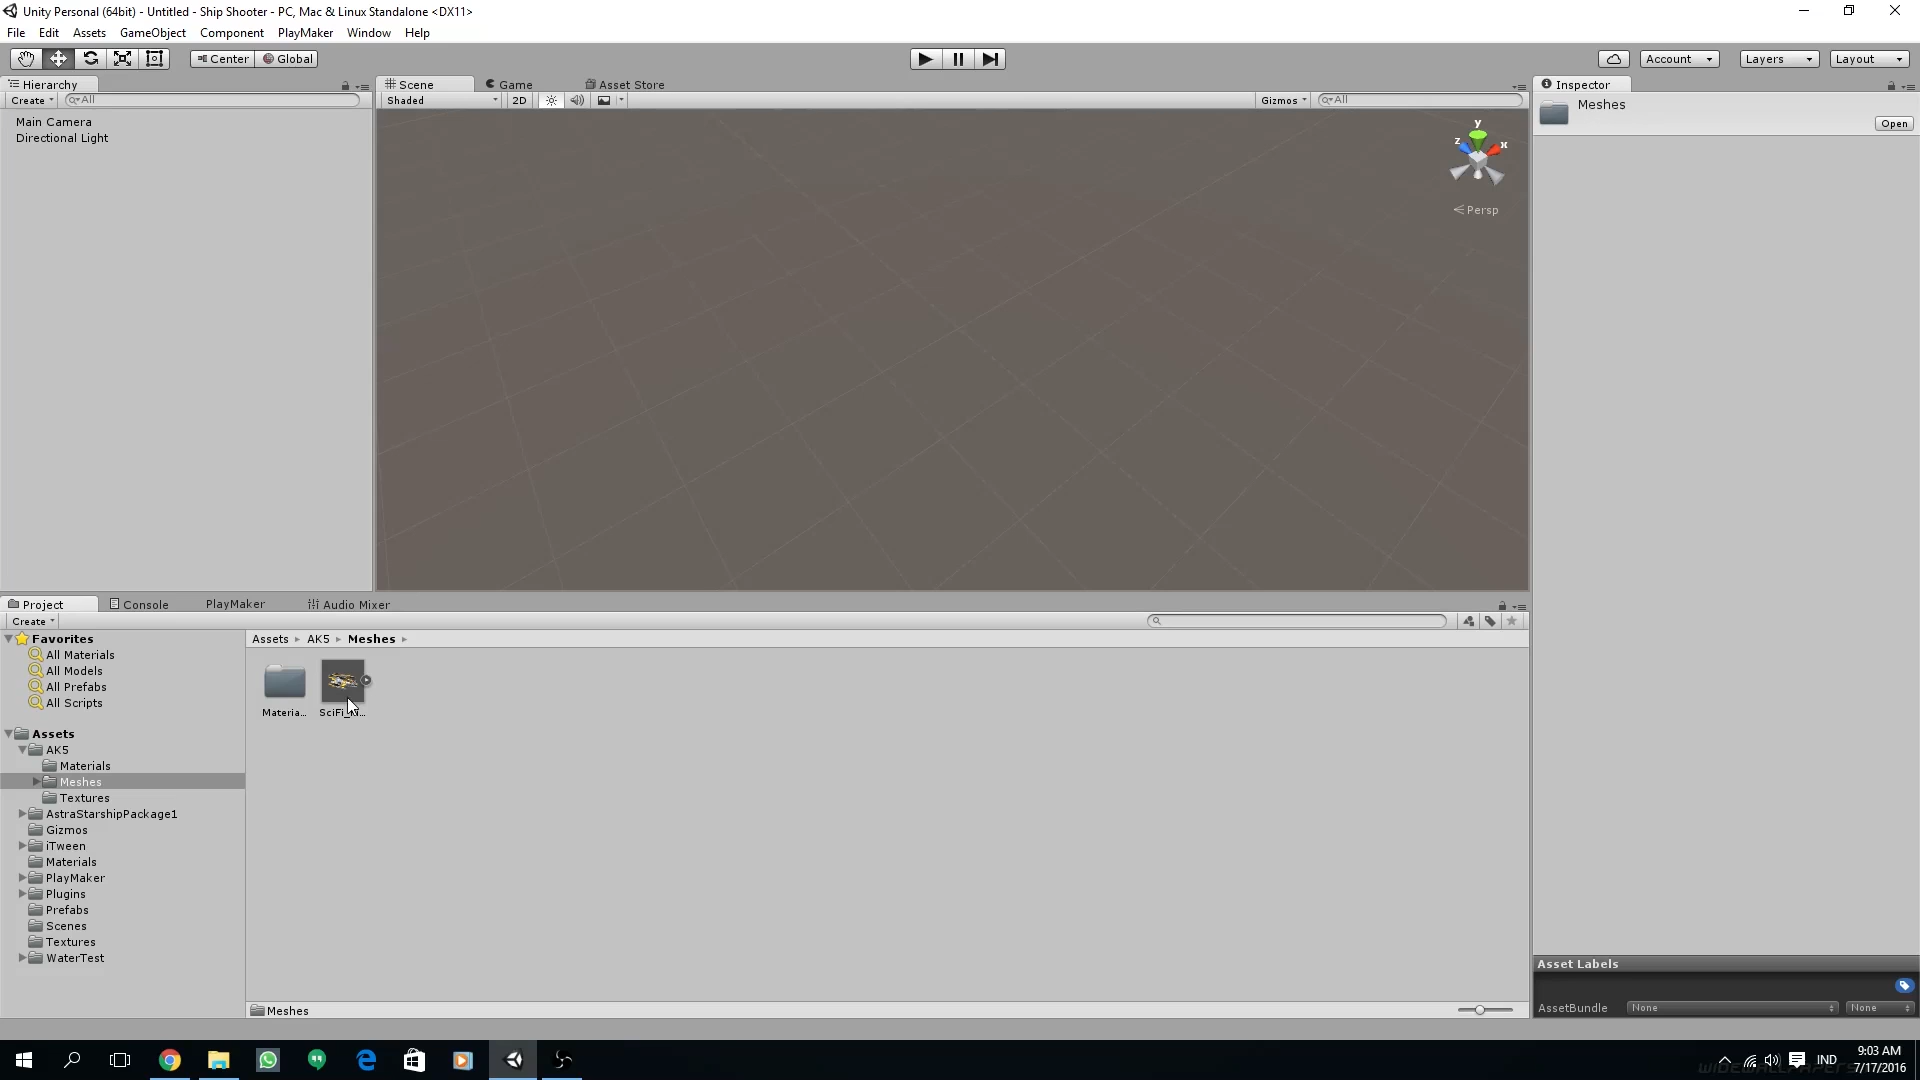 Unity Personal (64bit) - Untitled - Ship Shooter - PC, Mac & Linux Standalone <DX11>
File Edit Assets GameObject Component PlayMaker Window Help
Center Global Account Layers Layout
Hierarchy Scene Game Asset Store Inspector
Create All Shaded 2D Gizmos All
Meshes
Open
Main Camera
Directional Light
y
z x
Persp
Project Console PlayMaker Audio Mixer
Create
Favorites
All Materials
All Models
All Prefabs
All Scripts
Assets AK5 Meshes
Materia...
Assets
AK5
Materials
Meshes
Textures
AstraStarshipPackage1
Gizmos
iTween
Materials
PlayMaker
Plugins
Prefabs
Scenes
Textures
WaterTest
Meshes
Asset Labels
AssetBundle None None
IND
9:03 AM
7/17/2016